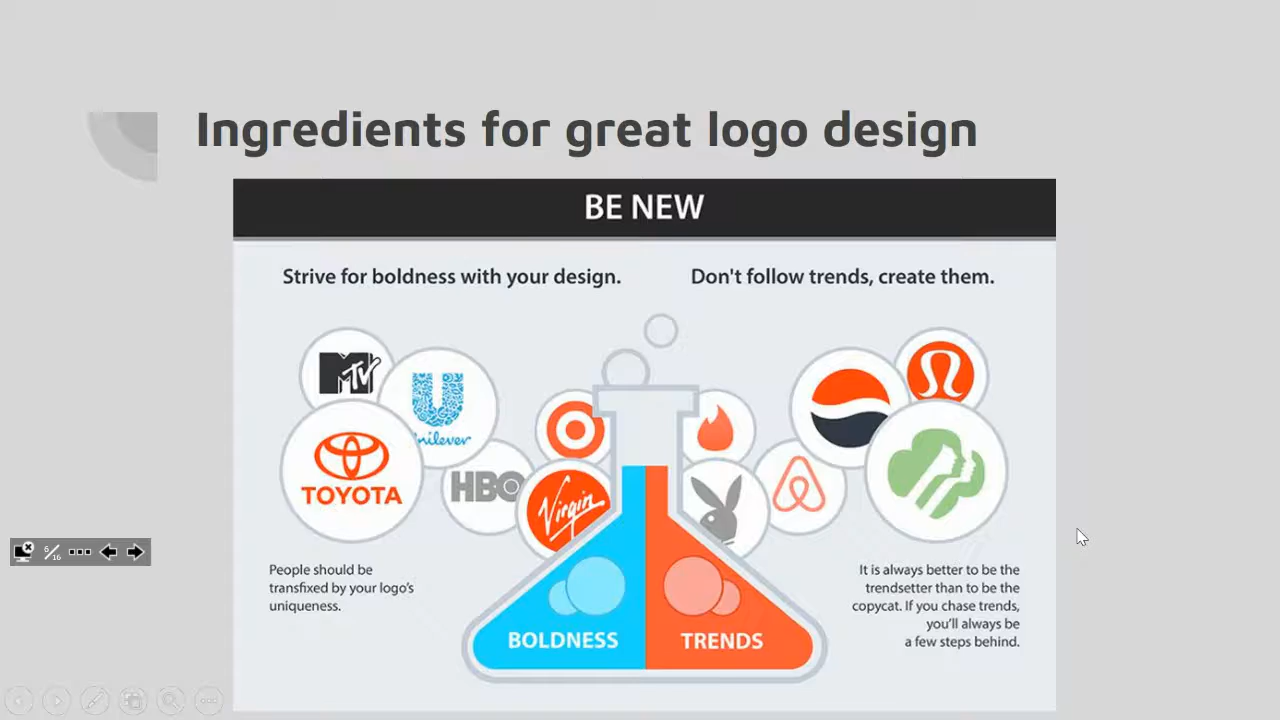 Ingredients for great logo design
BE NEW
Strive for boldness with your design.
Don't follow trends, create them.
MTV
Unilever
TOYOTA
HBO
Virgin
6/16
People should be
transfixed by your logo's
uniqueness.
It is always better to be the
trendsetter than to be the
copycat. If you chase trends,
you'll always be
a few steps behind.
BOLDNESS
TRENDS